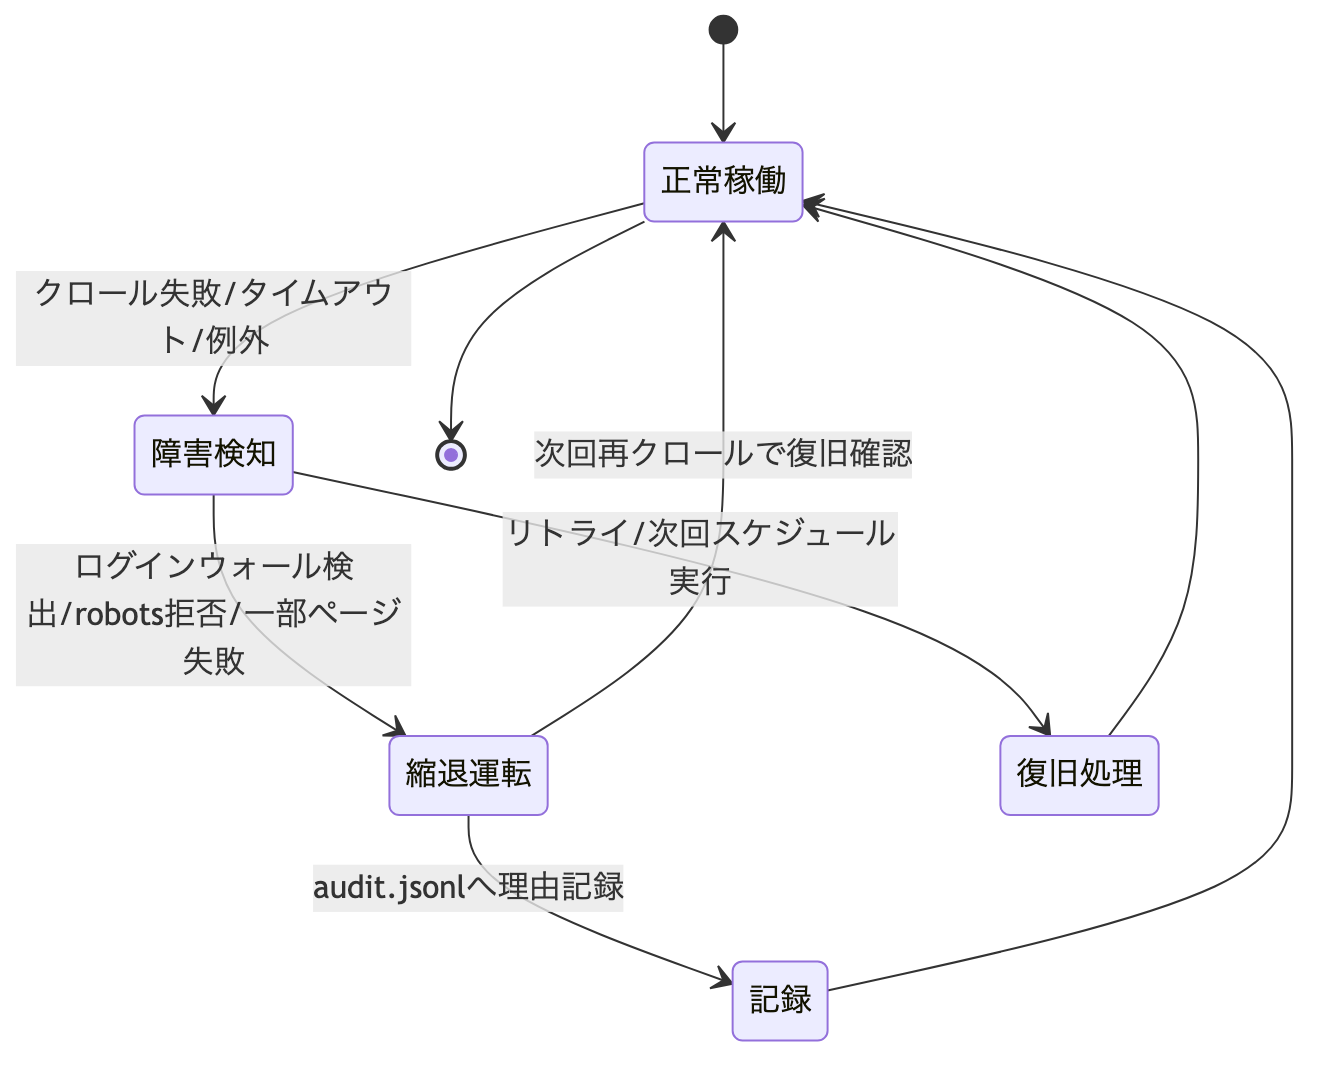 正常稼働
クロール失敗/タイムアウ
ト/例外
障害検知
次回再クロールで復旧確認
リトライ/次回スケジュール
実行
ログインウォール検
出/robots拒否/一部ページ
失敗
縮退運転
復旧処理
audit.jsonlへ理由記録
記録